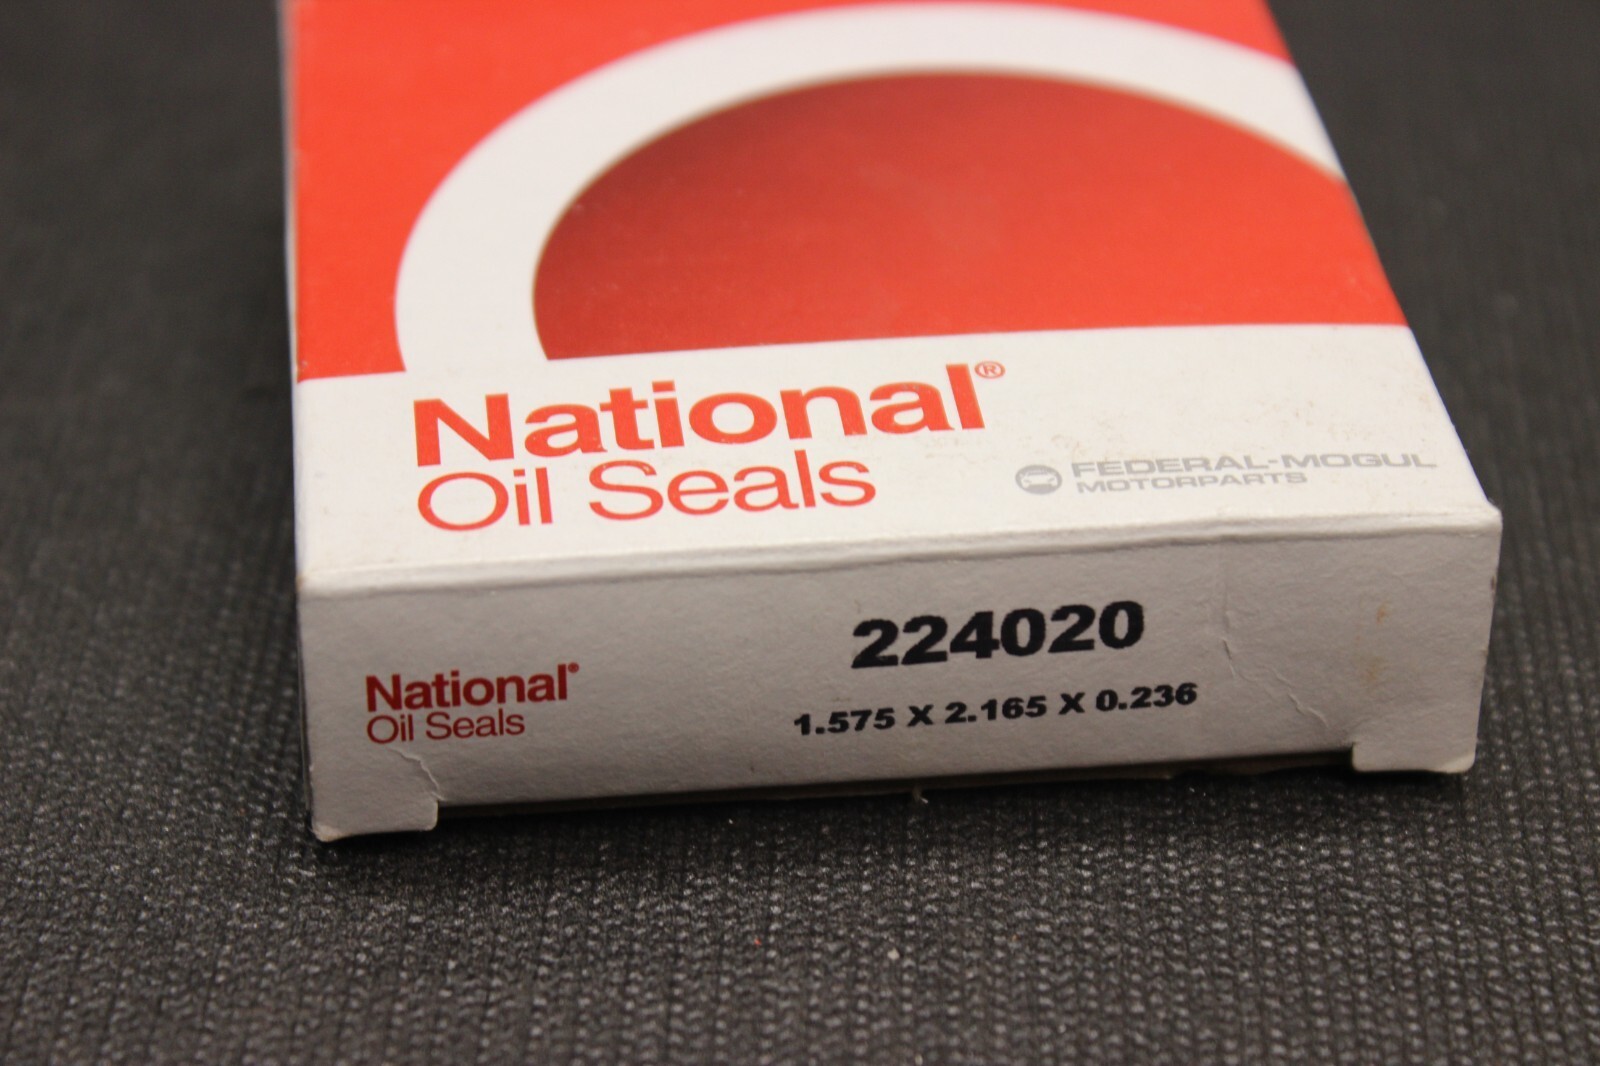 National®
Oil Seals
FEDERAL-MOGUL
MOTORPARTS
224020
1.575 X 2.165 X 0.236
National®
Oil Seals